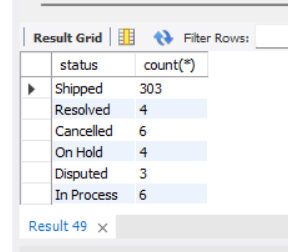 Result Grid Filter Rows:
status count(*)
Shipped 303
Resolved 4
Cancelled 6
On Hold 4
Disputed 3
In Process 6
Result 49 ×